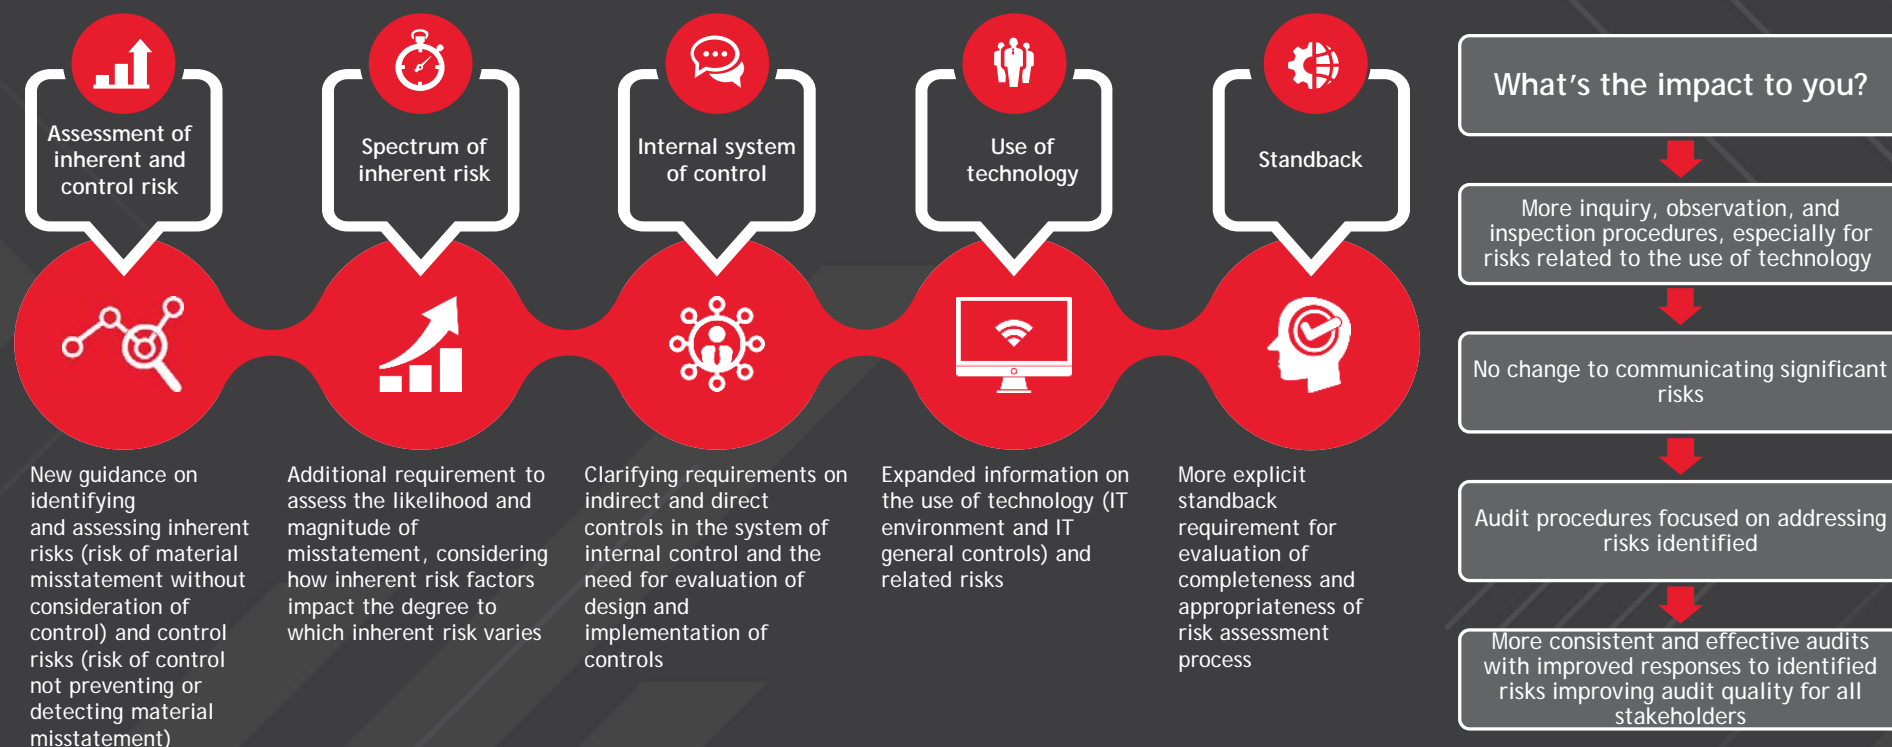 Assessment of
inherent and
control risk
New guidance on
identifying
and assessing inherent
risks (risk of material
misstatement without
consideration of
control) and control
risks (risk of control
not preventing or
detecting material
misstatement)
Spectrum of
inherent risk
Additional requirement to
assess the likelihood and
magnitude of
misstatement, considering
how inherent risk factors
impact the degree to
which inherent risk varies
Internal system
of control
Clarifying requirements on
indirect and direct
controls in the system of
internal control and the
need for evaluation of
design and
implementation of
controls
Use of
technology
Expanded information on
the use of technology (IT
environment and IT
general controls) and
related risks
Standback
More explicit
standback
requirement for
evaluation of
completeness and
appropriateness of
risk assessment
process
What's the impact to you?
More inquiry, observation, and
inspection procedures, especially for
risks related to the use of technology
No change to communicating significant
risks
Audit procedures focused on addressing
risks identified
More consistent and effective audits
with improved responses to identified
risks improving audit quality for all
stakeholders